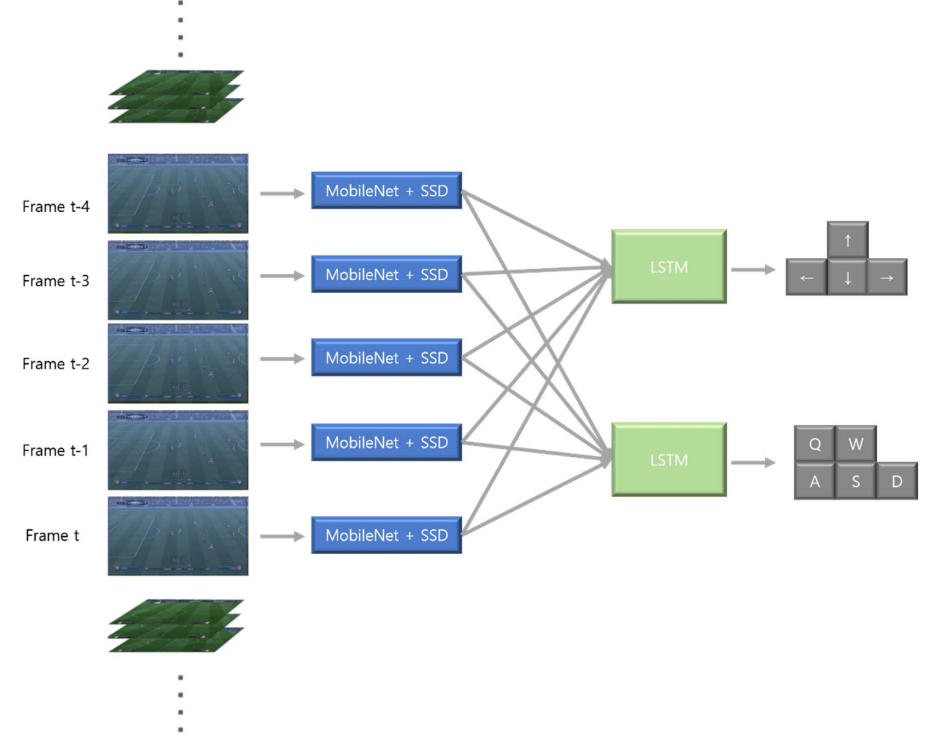 Frame t-4
MobileNet + SSD
Frame t-3
MobileNet + SSD
Frame t-2
MobileNet + SSD
Frame t-1
MobileNet + SSD
Frame t
MobileNet + SSD
LSTM
↑
← ↓ →
LSTM
Q W
A S D